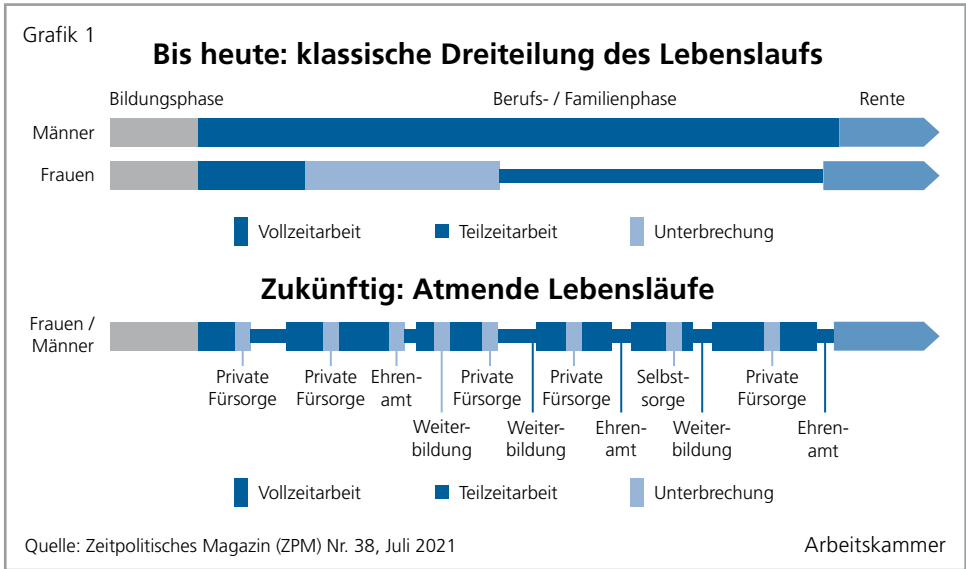 Grafik 1
Bis heute: klassische Dreiteilung des Lebenslaufs
Bildungsphase Berufs- / Familienphase Rente
Männer
Frauen
Vollzeitarbeit Teilzeitarbeit Unterbrechung
Zukünftig: Atmende Lebensläufe
Frauen /
Männer
Private Private Ehren- Private Private Selbst- Private
Fürsorge Fürsorge amt Fürsorge Fürsorge sorge Fürsorge
Weiter- Weiter- Ehren- Weiter- Ehren-
bildung bildung amt bildung amt
Vollzeitarbeit Teilzeitarbeit Unterbrechung
Quelle: Zeitpolitisches Magazin (ZPM) Nr. 38, Juli 2021 Arbeitskammer